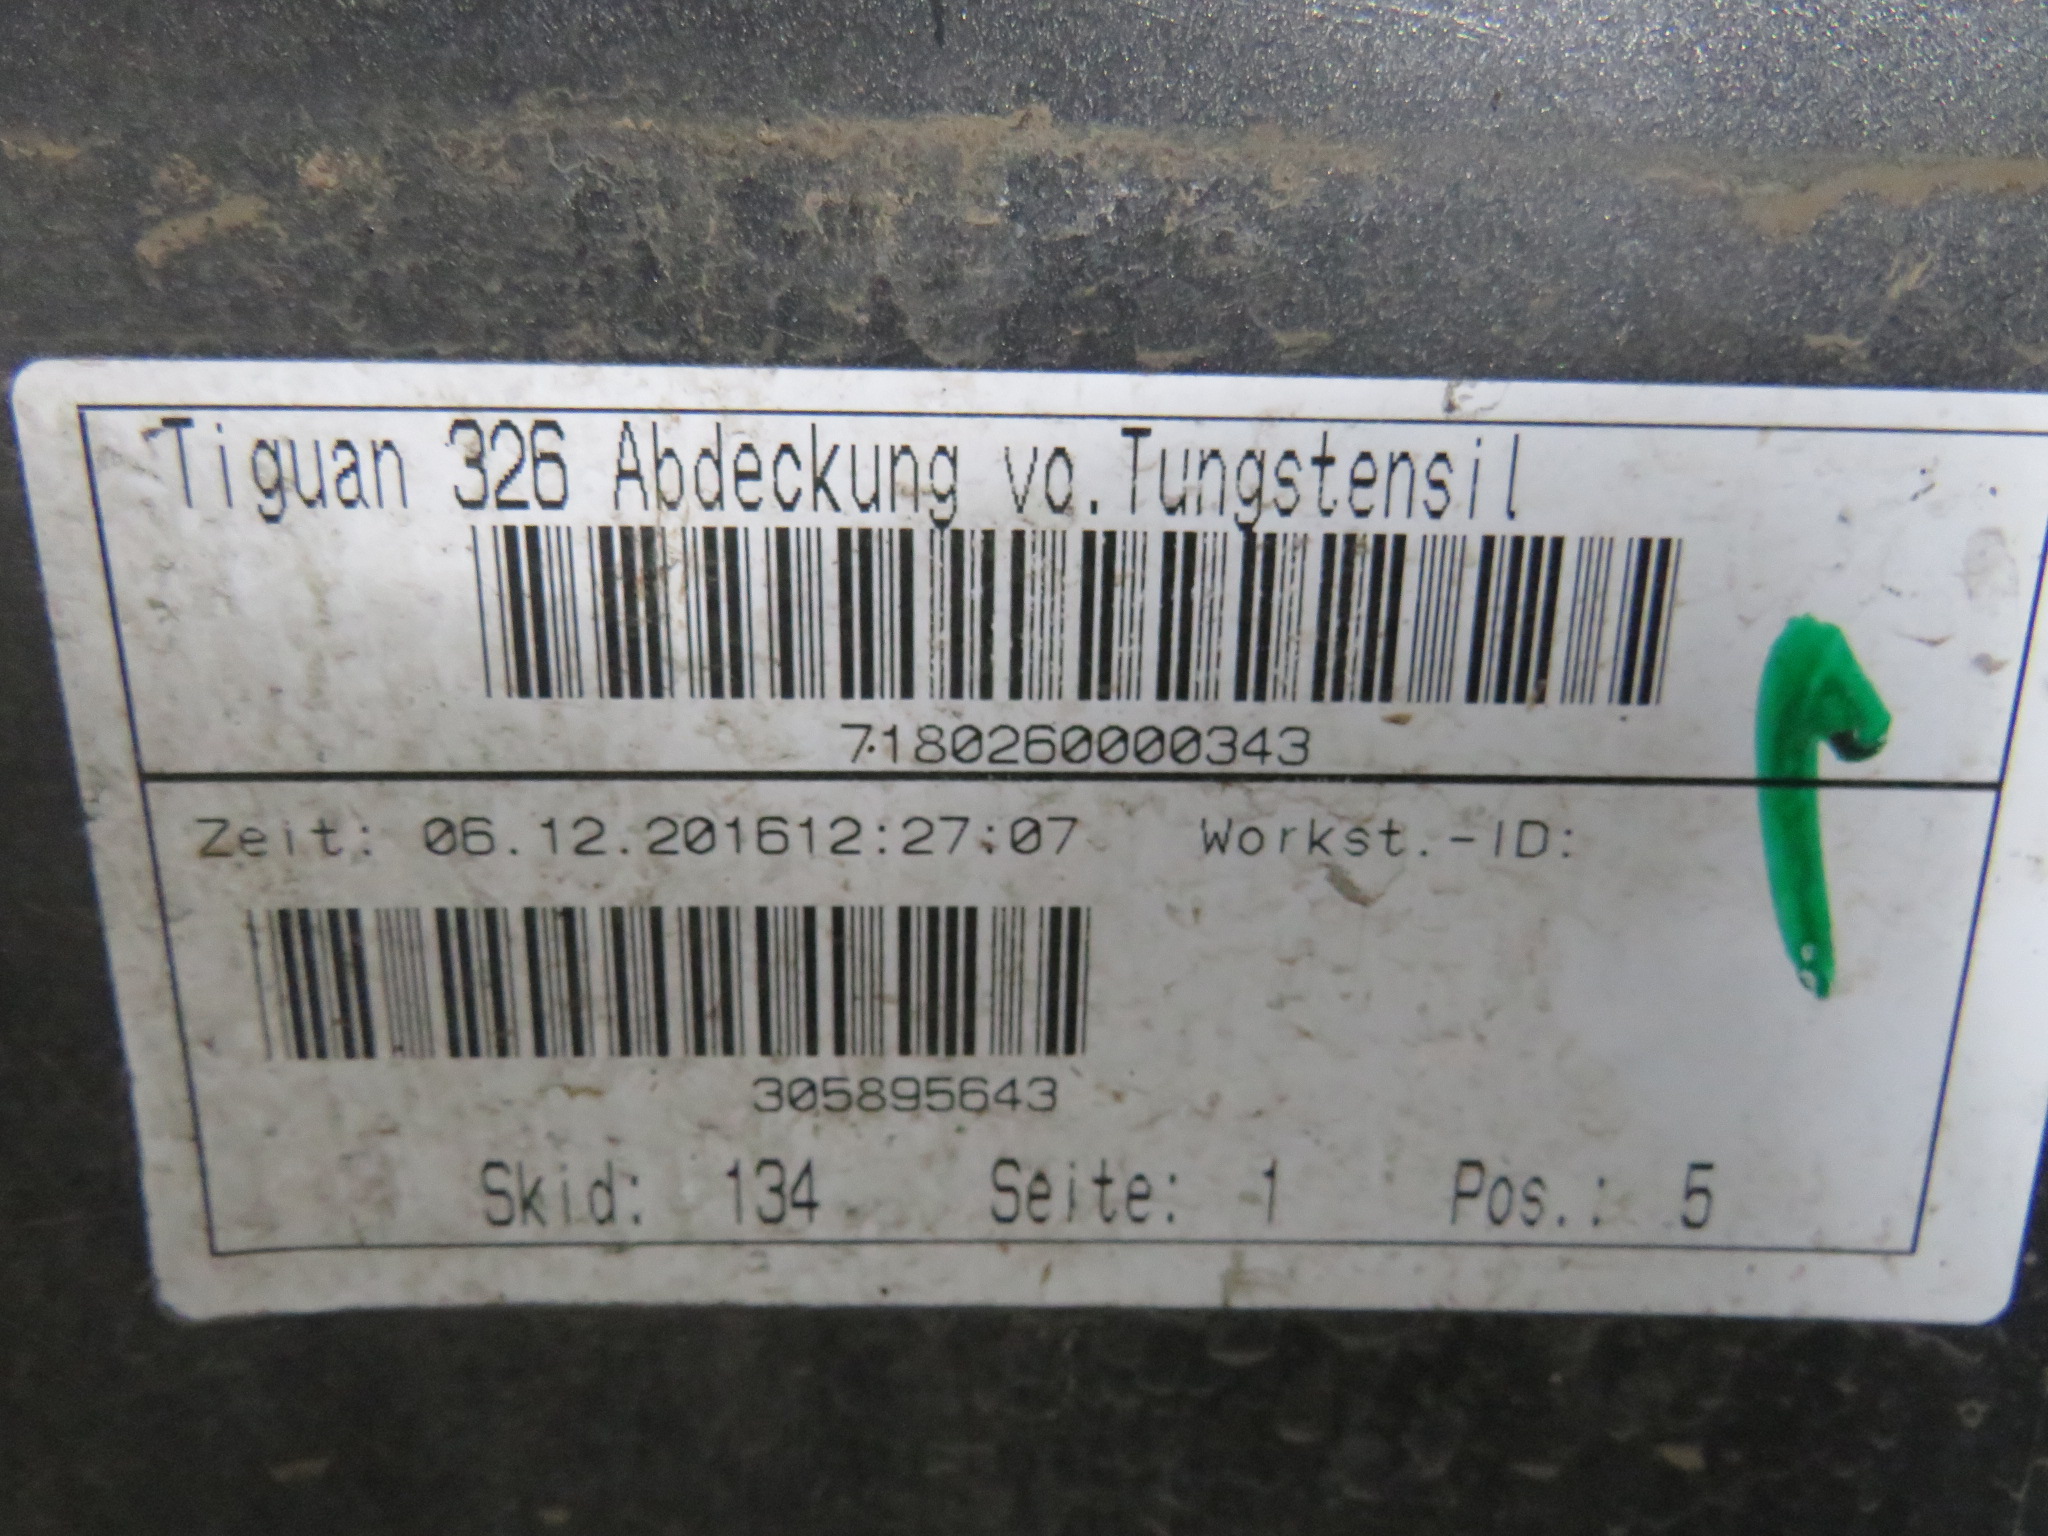 Tiguan 326 Abdeckung vo.Tungstensil
7180260000343
Zeit: 06.12.201612:27:07 Workst.-ID:
305895643
Skid: 134 Seite: 1 Pos.: 5